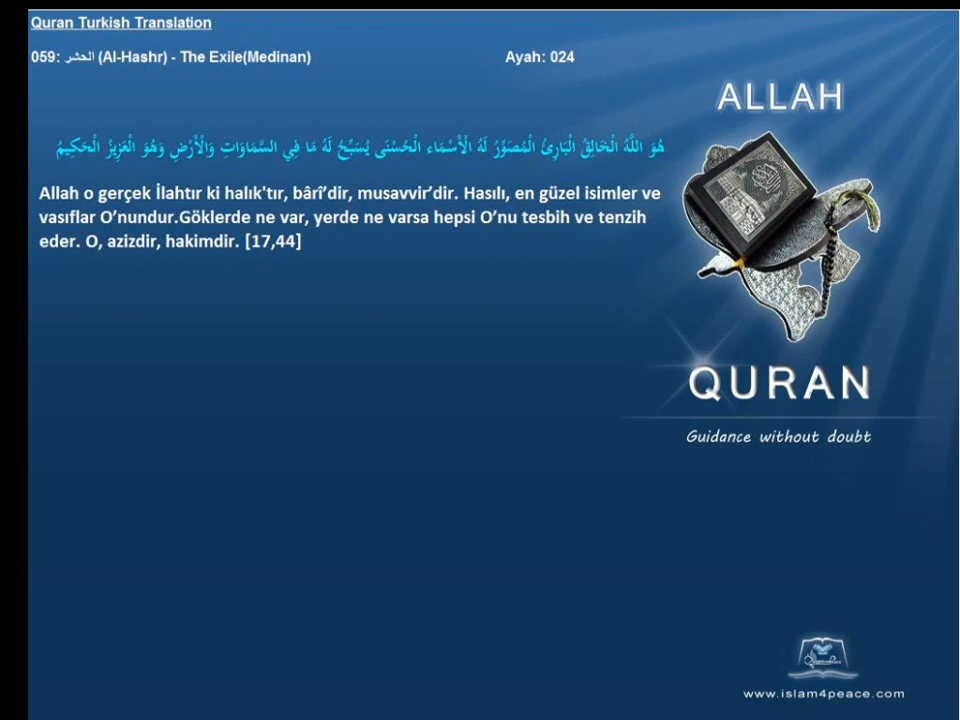 Quran Turkish Translation
059: الحشر (Al-Hashr) - The Exile(Medinan) Ayah: 024
هُوَ اللَّهُ الْخَالِقُ الْبَارِئُ الْمُصَوِّرُ لَهُ الْأَسْمَاء الْحُسْنَى يُسَبِّحُ لَهُ مَا فِي السَّمَاوَاتِ وَالْأَرْضِ وَهُوَ الْعَزِيزُ الْحَكِيمُ
Allah o gerçek İlahtır ki halık'tır, bârî’dir, musavvir’dir. Hasılı, en güzel isimler ve
vasıflar O’nundur.Göklerde ne var, yerde ne varsa hepsi O’nu tesbih ve tenzih
eder. O, azizdir, hakimdir. [17,44]
ALLAH
QURAN
Guidance without doubt
www.islam4peace.com